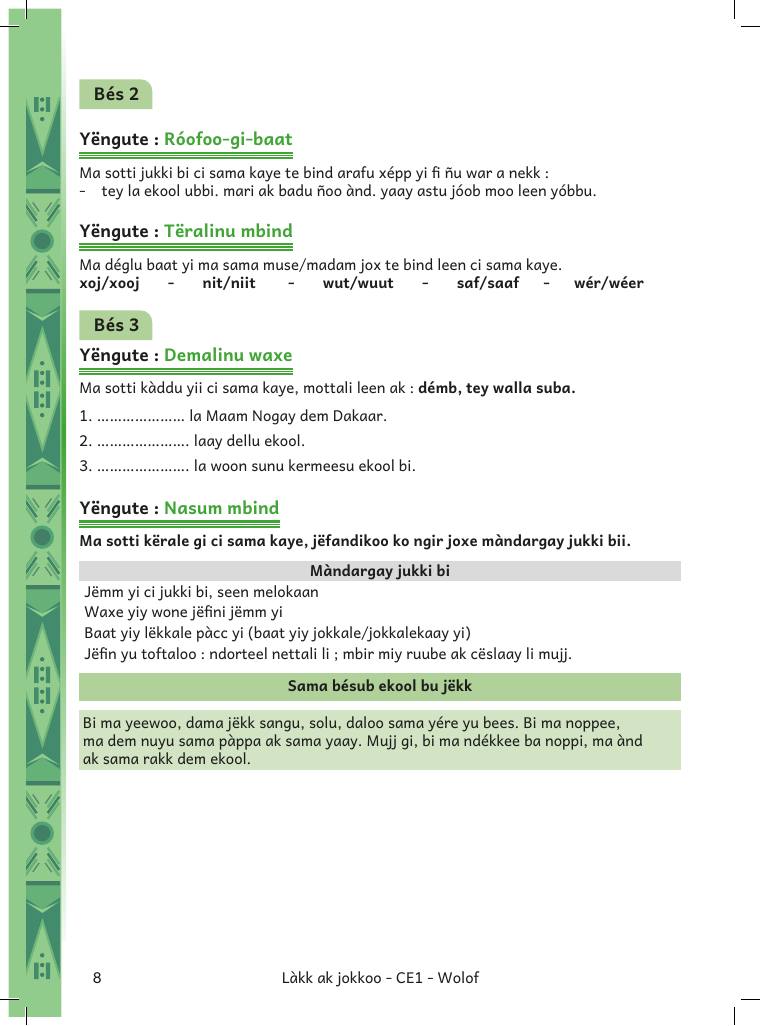 Bés 2
Yëngute : Róofoo-gi-baat
Ma sotti jukki bi ci sama kaye te bind arafu xépp yi fi ñu war a nekk :
- tey la ekool ubbi. mari ak badu ñoo ànd. yaay astu jóob moo leen yóbbu.
Yëngute : Tëralinu mbind
Ma déglu baat yi ma sama muse/madam jox te bind leen ci sama kaye.
xoj/xooj - nit/niit - wut/wuut - saf/saaf - wér/wéer
Bés 3
Yëngute : Demalinu waxe
Ma sotti kàddu yii ci sama kaye, mottali leen ak : démb, tey walla suba.
1. ………………… la Maam Nogay dem Dakaar.
2. …………………. laay dellu ekool.
3. …………………. la woon sunu kermeesu ekool bi.
Yëngute : Nasum mbind
Ma sotti kërale gi ci sama kaye, jëfandikoo ko ngir joxe màndargay jukki bii.
Màndargay jukki bi
Jëmm yi ci jukki bi, seen melokaan
Waxe yiy wone jëfini jëmm yi
Baat yiy lëkkale pàcc yi (baat yiy jokkale/jokkalekaay yi)
Jëfin yu toftaloo : ndorteel nettali li ; mbir miy ruube ak cëslaay li mujj.
Sama bésub ekool bu jëkk
Bi ma yeewoo, dama jëkk sangu, solu, daloo sama yére yu bees. Bi ma noppee,
ma dem nuyu sama pàppa ak sama yaay. Mujj gi, bi ma ndékkee ba noppi, ma ànd
ak sama rakk dem ekool.
8 Làkk ak jokkoo - CE1 - Wolof